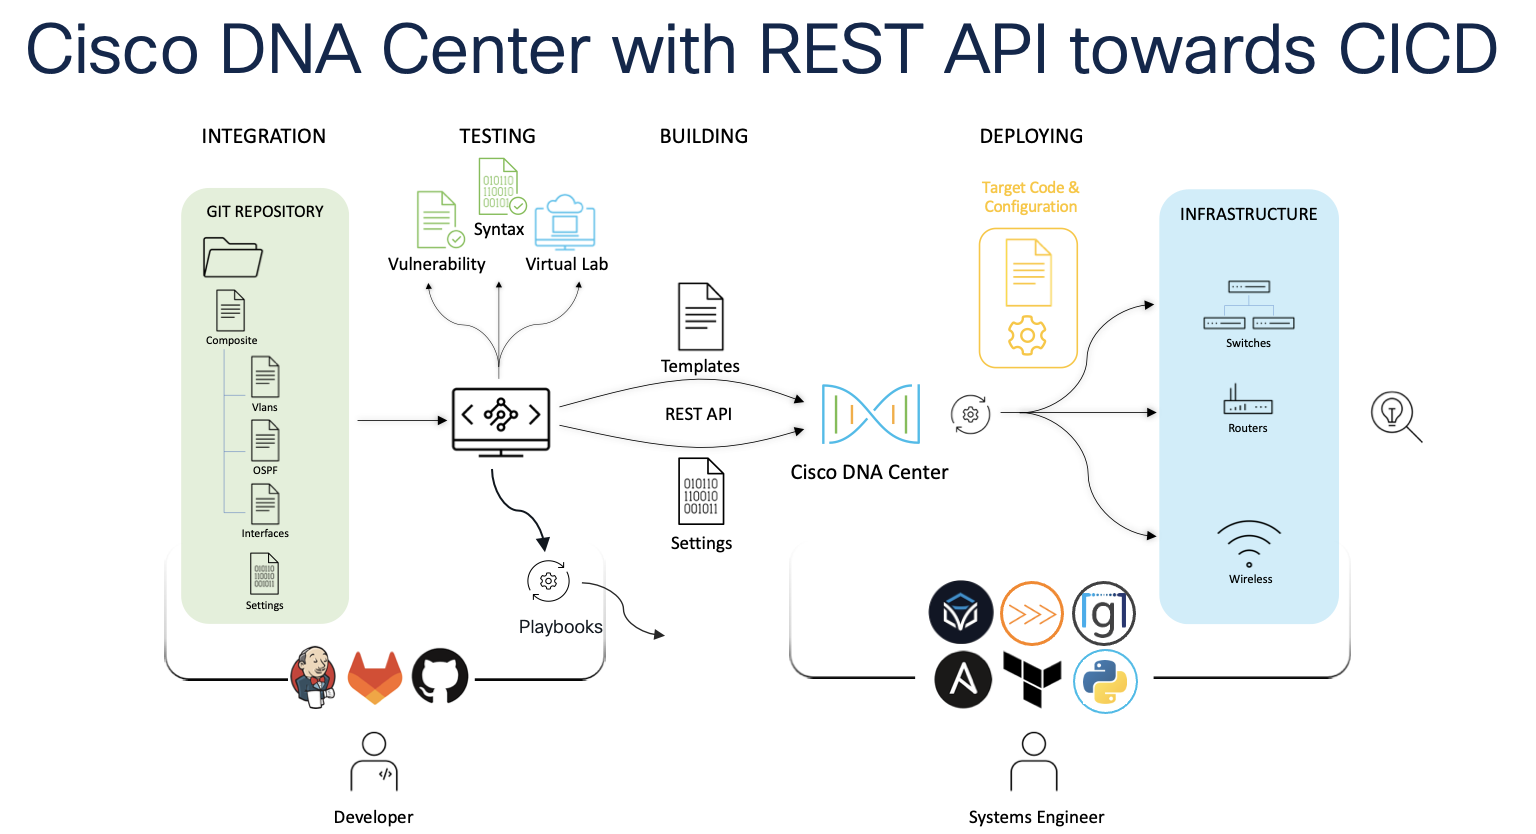 Cisco DNA Center with REST API towards CICD
INTEGRATION
TESTING
BUILDING
DEPLOYING
GIT REPOSITORY
Composite
Vlans
OSPF
Interfaces
Settings
010110
110010
001011
Vulnerability
010110
110010
00101
Syntax
Virtual Lab
Templates
REST API
010110
110010
001011
Settings
Playbooks
Cisco DNA Center
Target Code &
Configuration
INFRASTRUCTURE
Switches
Routers
Wireless
g
A
</>
Developer
Systems Engineer